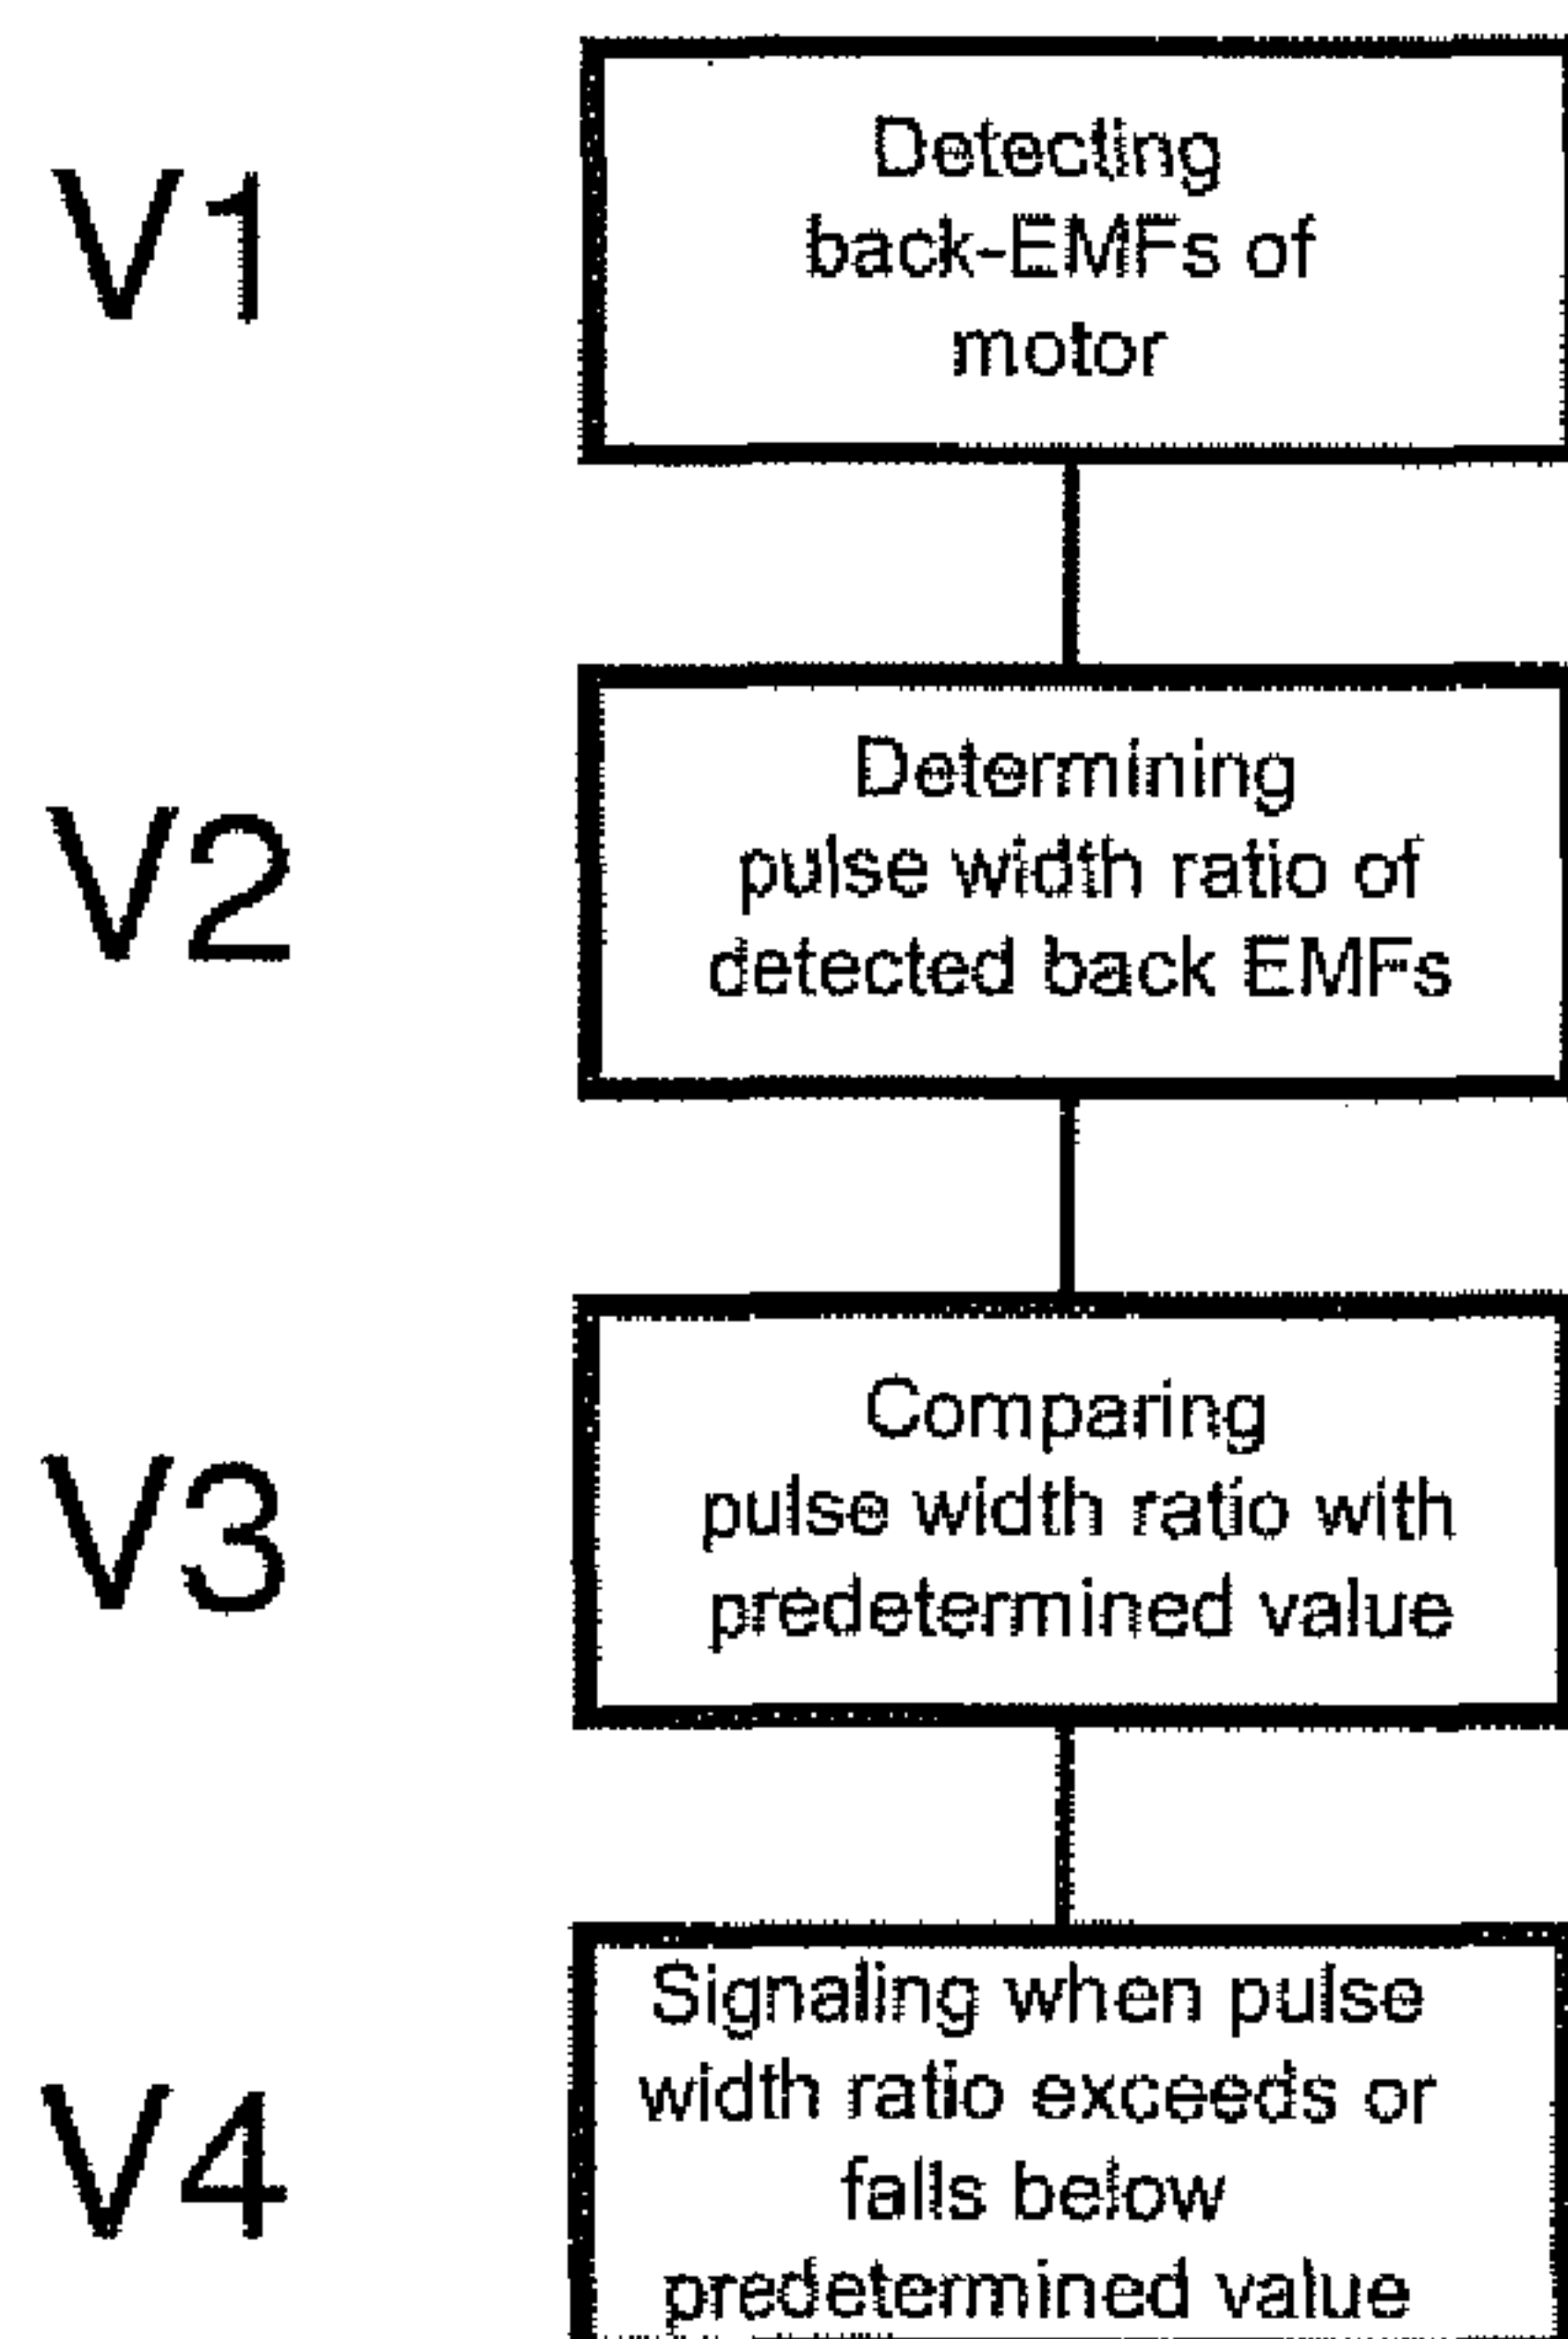 V1
Detecting
back-EMFs of
motor
V2
Determining
pulse width ratio of
detected back EMFs
V3
Comparing
pulse width ratio with
predetermined value
V4
Signaling when pulse
width ratio exceeds or
falls below
predetermined value